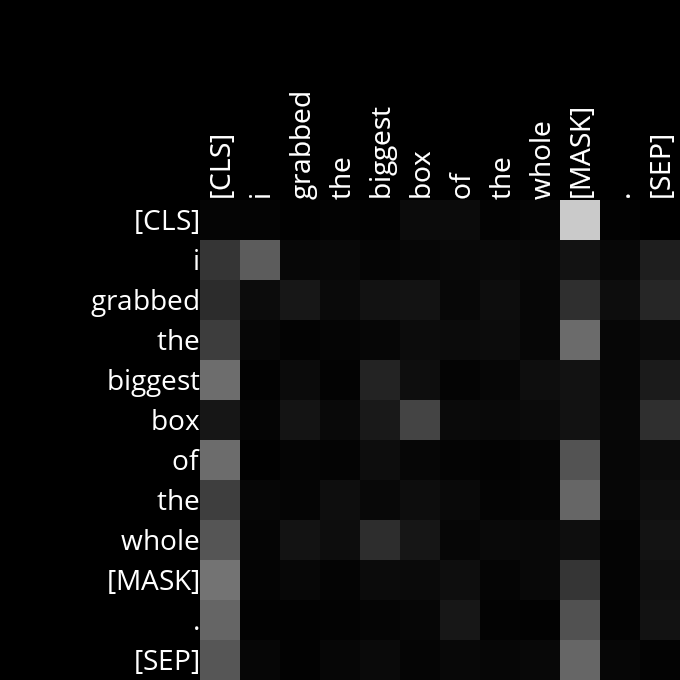 [CLS] i grabbed the biggest box of the whole [MASK] . [SEP]
[CLS]
i
grabbed
the
biggest
box
of
the
whole
[MASK]
.
[SEP]